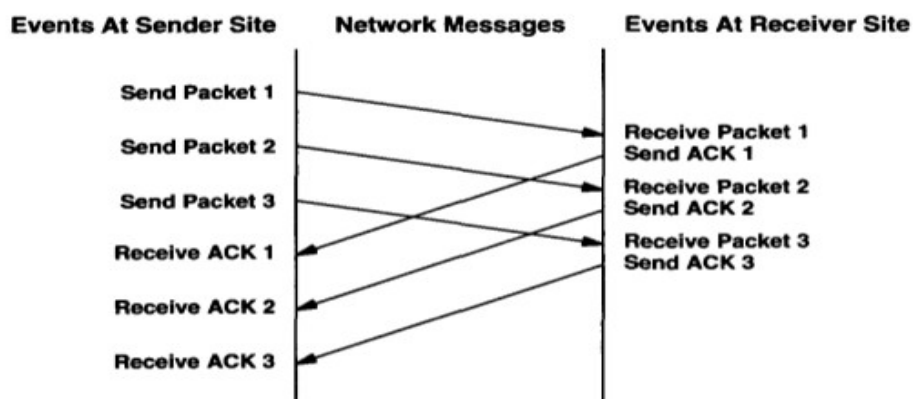 Events At Sender Site Network Messages Events At Receiver Site
Send Packet 1
Receive Packet 1
Send ACK 1
Send Packet 2
Receive Packet 2
Send ACK 2
Send Packet 3
Receive Packet 3
Send ACK 3
Receive ACK 1
Receive ACK 2
Receive ACK 3